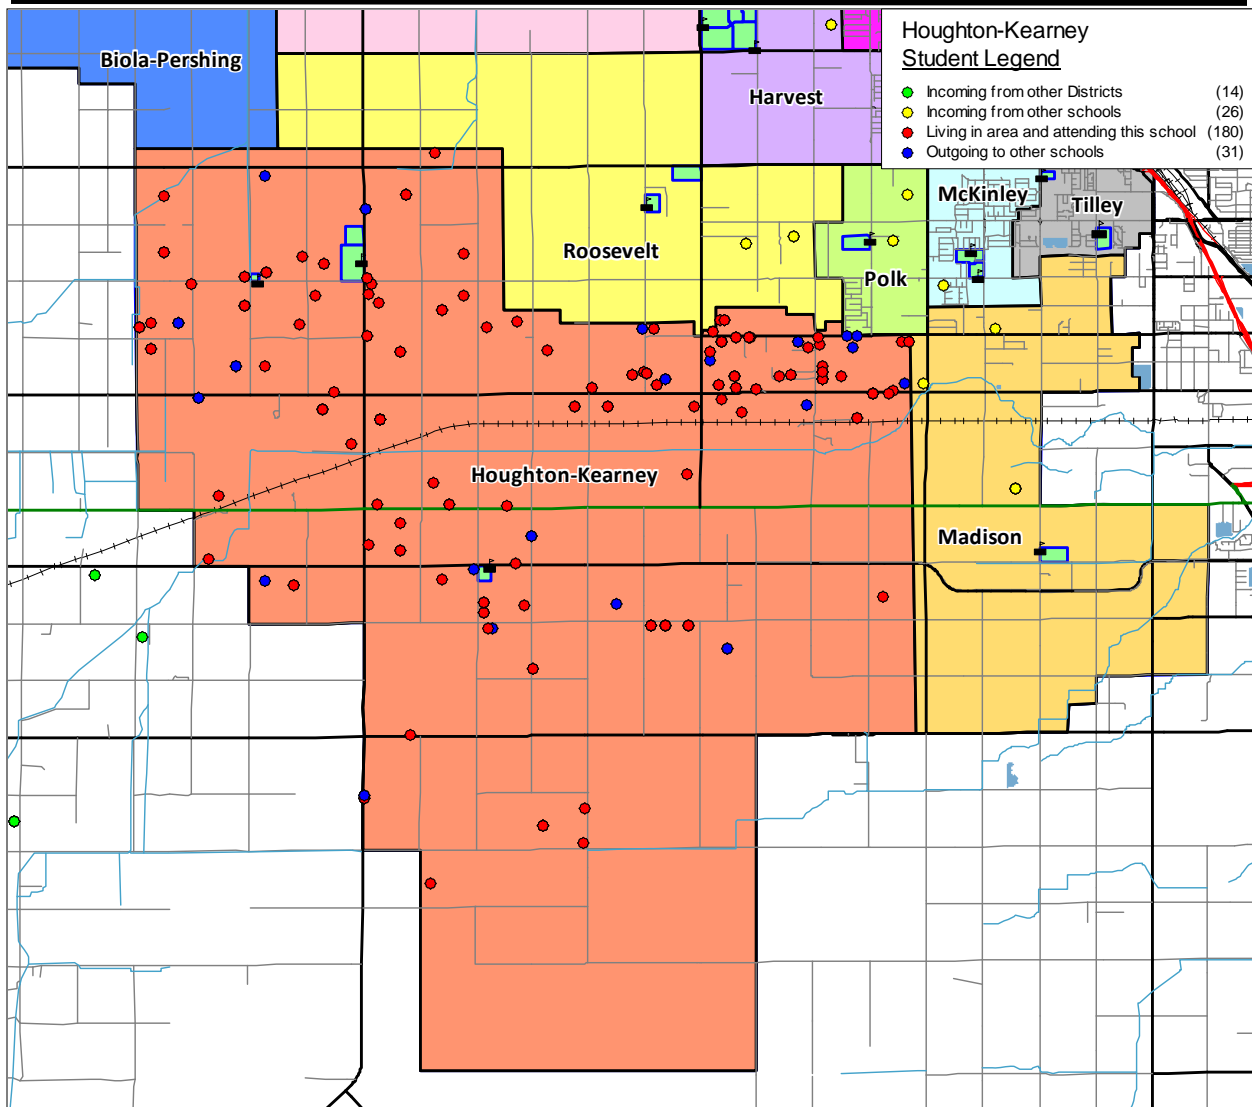 Houghton-Kearney
Student Legend
Incoming from other Districts (14)
Incoming from other schools (26)
Living in area and attending this school (180)
Outgoing to other schools (31)
Biola-Pershing
Harvest
McKinley
Tilley
Roosevelt
Polk
Houghton-Kearney
Madison